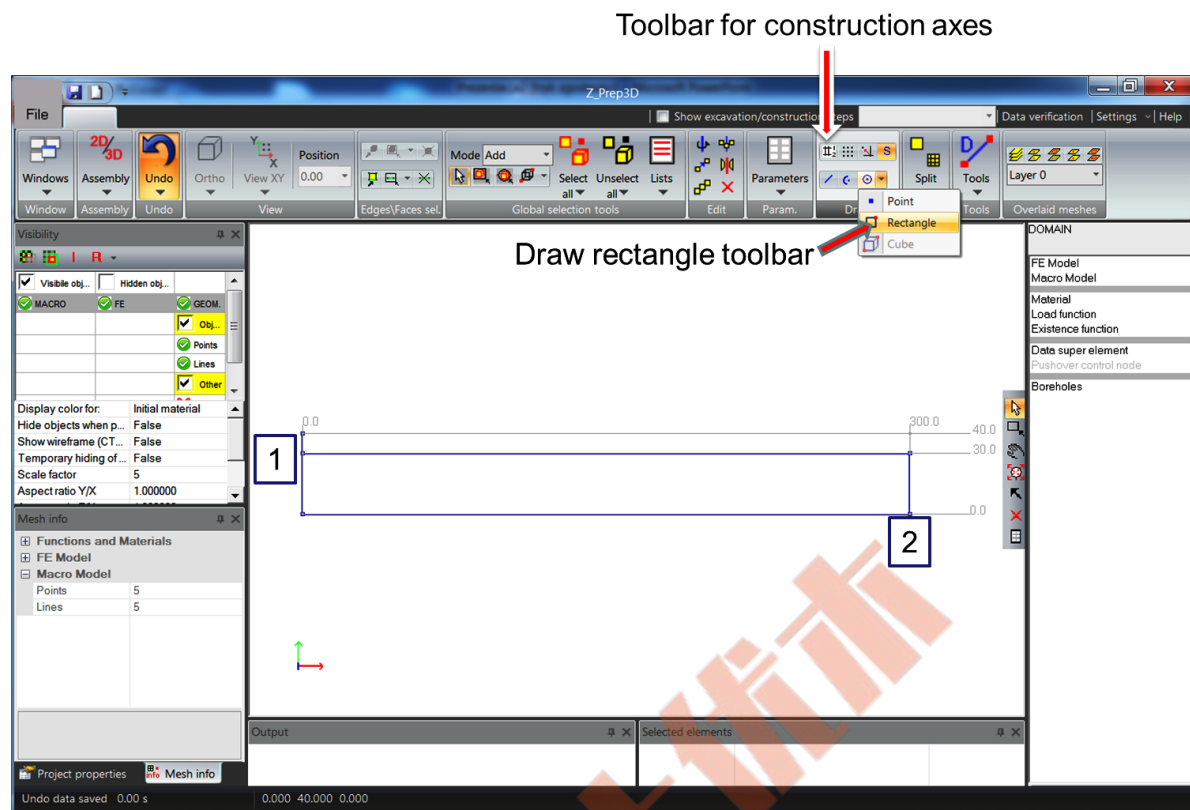 Toolbar for construction axes
Z_Prep3D
File
Show excavation/construction steps
Data verification | Settings
Help
2D/3D
Windows
Assembly
Undo
Ortho
View XY
Position
0.00
Mode Add
Select all
Unselect all
Lists
Parameters
S
Split
Tools
Layer 0
Window
Assembly
Undo
View
Edges\Faces sel.
Global selection tools
Edit
Param.
Dr
Tools
Overlaid meshes
Point
Rectangle
Cube
Draw rectangle toolbar
Visibility
Visibile obj...
Hidden obj...
MACRO
FE
GEOM.
Obj...
Points
Lines
Other
Display color for: Initial material
Hide objects when p... False
Show wireframe (CT... False
Temporary hiding of ... False
Scale factor 5
Aspect ratio Y/X 1.000000
Mesh info
Functions and Materials
FE Model
Macro Model
Points 5
Lines 5
Project properties
Mesh info
Undo data saved 0.00 s
0.000 40.000 0.000
0.0
300.0
40.0
30.0
0.0
1
2
Output
Selected elements
DOMAIN
FE Model
Macro Model
Material
Load function
Existence function
Data super element
Pushover control node
Boreholes